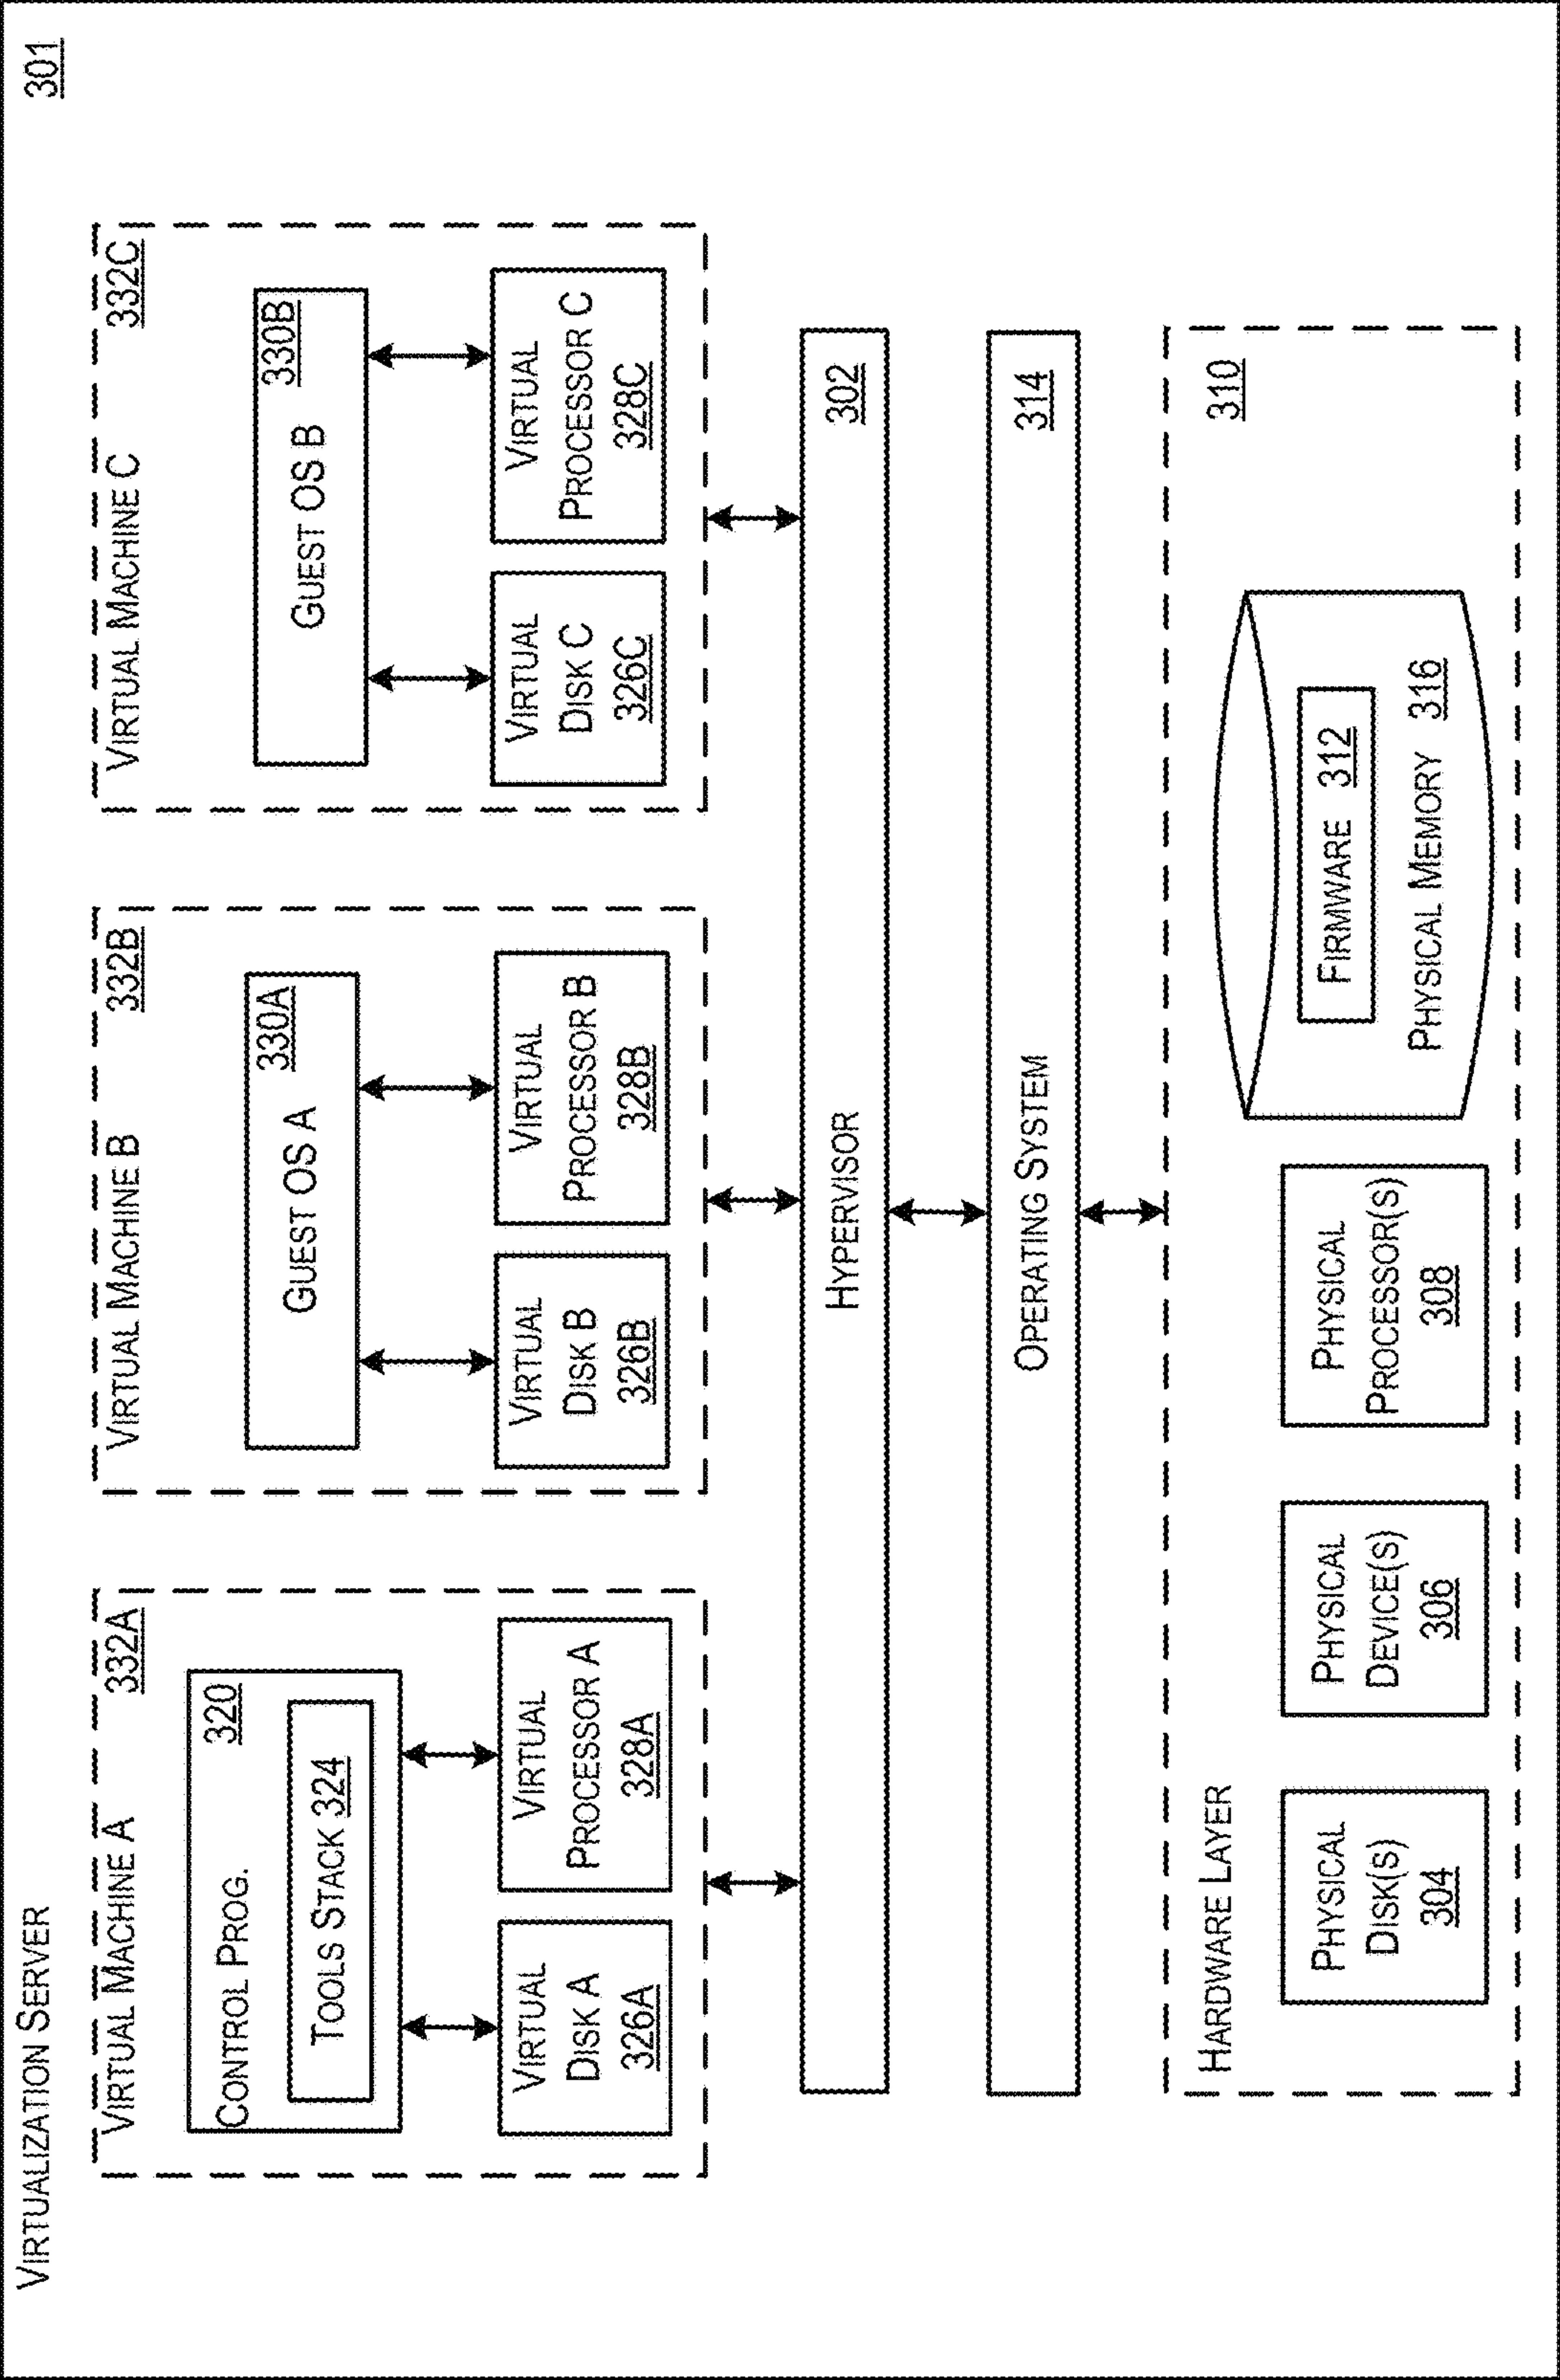 VIRTUALIZATION SERVER
301
VIRTUAL MACHINE A
332A
CONTROL PROG.
320
TOOLS STACK 324
VIRTUAL
DISK A
326A
VIRTUAL
PROCESSOR A
328A
VIRTUAL MACHINE B
332B
GUEST OS A
330A
VIRTUAL
DISK B
326B
VIRTUAL
PROCESSOR B
328B
VIRTUAL MACHINE C
332C
GUEST OS B
330B
VIRTUAL
DISK C
326C
VIRTUAL
PROCESSOR C
328C
HYPERVISOR
302
OPERATING SYSTEM
314
HARDWARE LAYER
310
PHYSICAL
DISK(S)
304
PHYSICAL
DEVICE(S)
306
PHYSICAL
PROCESSOR(S)
308
FIRMWARE 312
PHYSICAL MEMORY 316